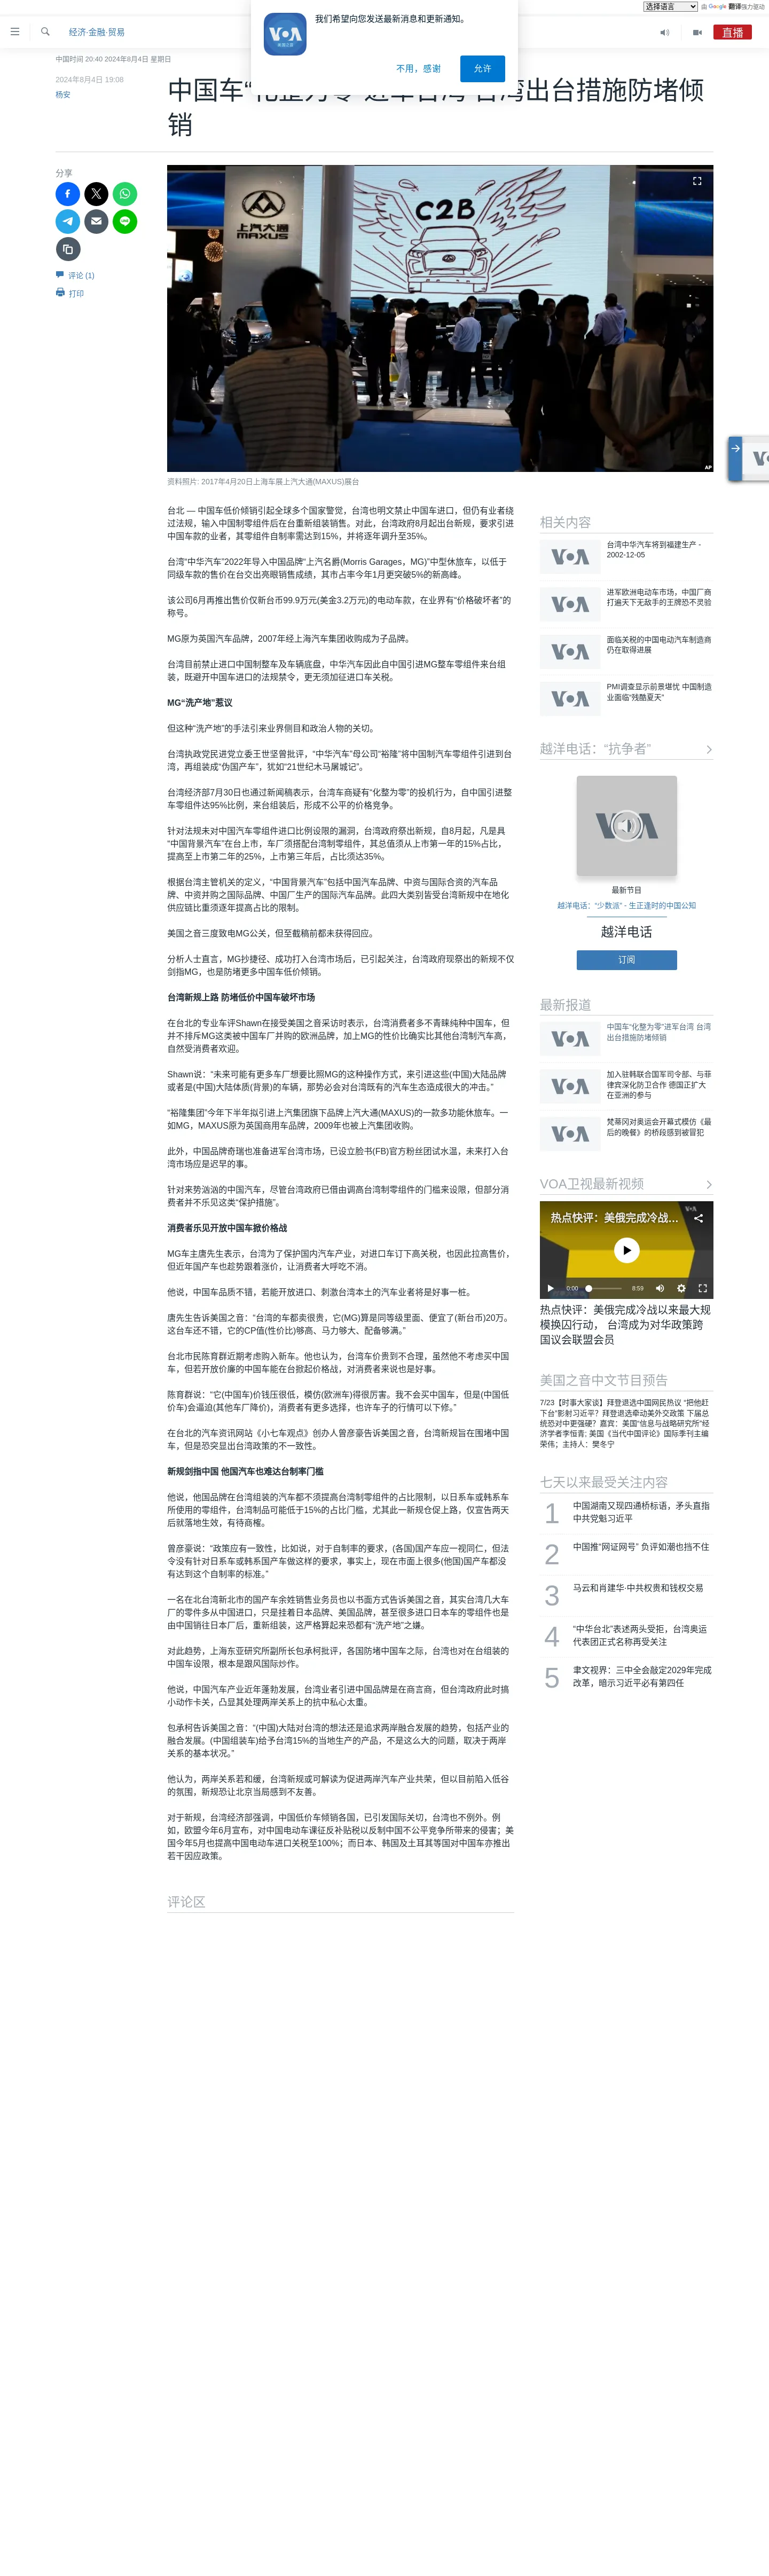 选择语言 由 Google 翻译强力驱动
经济·金融·贸易
直播
VOA
美国之音
我们希望向您发送最新消息和更新通知。
不用，感谢
允许
中国时间 20:40 2024年8月4日 星期日
2024年8月4日 19:08
杨安
中国车“化整为零”进军台湾 台湾出台措施防堵倾
销
分享
评论 (1)
打印
上汽大通
MAXUS
C2B
AP
资料照片: 2017年4月20日上海车展上汽大通(MAXUS)展台
台北 — 中国车低价倾销引起全球多个国家警觉，台湾也明文禁止中国车进口，但仍有业者绕
过法规，输入中国制零组件后在台重新组装销售。对此，台湾政府8月起出台新规，要求引进
中国车款的业者，其零组件自制率需达到15%，并将逐年调升至35%。
台湾“中华汽车”2022年导入中国品牌“上汽名爵(Morris Garages，MG)”中型休旅车，以低于
同级车款的售价在台交出亮眼销售成绩，其市占率今年1月更突破5%的新高峰。
该公司6月再推出售价仅新台币99.9万元(美金3.2万元)的电动车款，在业界有“价格破坏者”的
称号。
MG原为英国汽车品牌，2007年经上海汽车集团收购成为子品牌。
台湾目前禁止进口中国制整车及车辆底盘，中华汽车因此自中国引进MG整车零组件来台组
装，既避开中国车进口的法规禁令，更无须加征进口车关税。
MG“洗产地”惹议
但这种“洗产地”的手法引来业界侧目和政治人物的关切。
台湾执政党民进党立委王世坚曾批评，“中华汽车”母公司“裕隆”将中国制汽车零组件引进到台
湾，再组装成“伪国产车”，犹如“21世纪木马屠城记”。
台湾经济部7月30日也通过新闻稿表示，台湾车商疑有“化整为零”的投机行为，自中国引进整
车零组件达95%比例，来台组装后，形成不公平的价格竞争。
针对法规未对中国汽车零组件进口比例设限的漏洞，台湾政府祭出新规，自8月起，凡是具
“中国背景汽车”在台上市，车厂须搭配台湾制零组件，其总值须从上市第一年的15%占比，
提高至上市第二年的25%，上市第三年后，占比须达35%。
根据台湾主管机关的定义，“中国背景汽车”包括中国汽车品牌、中资与国际合资的汽车品
牌、中资并购之国际品牌、中国厂生产的国际汽车品牌。此四大类别皆受台湾新规中在地化
供应链比重须逐年提高占比的限制。
美国之音三度致电MG公关，但至截稿前都未获得回应。
分析人士直言，MG抄捷径、成功打入台湾市场后，已引起关注，台湾政府现祭出的新规不仅
剑指MG，也是防堵更多中国车低价倾销。
台湾新规上路 防堵低价中国车破坏市场
在台北的专业车评Shawn在接受美国之音采访时表示，台湾消费者多不青睐纯种中国车，但
并不排斥MG这类被中国车厂并购的欧洲品牌，加上MG的性价比确实比其他台湾制汽车高，
自然受消费者欢迎。
Shawn说：“未来可能有更多车厂想要比照MG的这种操作方式，来引进这些(中国)大陆品牌
或者是(中国)大陆体质(背景)的车辆，那势必会对台湾既有的汽车生态造成很大的冲击。”
“裕隆集团”今年下半年拟引进上汽集团旗下品牌上汽大通(MAXUS)的一款多功能休旅车。一
如MG，MAXUS原为英国商用车品牌，2009年也被上汽集团收购。
此外，中国品牌奇瑞也准备进军台湾市场，已设立脸书(FB)官方粉丝团试水温，未来打入台
湾市场应是迟早的事。
针对来势汹汹的中国汽车，尽管台湾政府已借由调高台湾制零组件的门槛来设限，但部分消
费者并不乐见这类“保护措施”。
消费者乐见开放中国车掀价格战
MG车主唐先生表示，台湾为了保护国内汽车产业，对进口车订下高关税，也因此拉高售价，
但近年国产车也趁势跟着涨价，让消费者大呼吃不消。
他说，中国车品质不错，若能开放进口、刺激台湾本土的汽车业者将是好事一桩。
唐先生告诉美国之音：“台湾的车都卖很贵，它(MG)算是同等级里面、便宜了(新台币)20万。
这台车还不错，它的CP值(性价比)够高、马力够大、配备够满。”
台北市民陈育群近期考虑购入新车。他也认为，台湾车价贵到不合理，虽然他不考虑买中国
车，但若开放价廉的中国车能在台掀起价格战，对消费者来说也是好事。
陈育群说：“它(中国车)价钱压很低，模仿(欧洲车)得很厉害。我不会买中国车，但是(中国低
价车)会逼迫(其他车厂降价)，消费者有更多选择，也许车子的行情可以下修。”
在台北的汽车资讯网站《小七车观点》创办人曾彦豪告诉美国之音，台湾新规旨在围堵中国
车，但是恐突显出台湾政策的不一致性。
新规剑指中国 他国汽车也难达台制率门槛
他说，他国品牌在台湾组装的汽车都不须提高台湾制零组件的占比限制，以日系车或韩系车
所使用的零组件，台湾制品可能低于15%的占比门槛，尤其此一新规仓促上路，仅宣告两天
后就落地生效，有待商榷。
曾彦豪说：“政策应有一致性，比如说，对于自制率的要求，(各国)国产车应一视同仁，但法
令没有针对日系车或韩系国产车做这样的要求，事实上，现在市面上很多(他国)国产车都没
有达到这个自制率的标准。”
一名在北台湾新北市的国产车余姓销售业务员也以书面方式告诉美国之音，其实台湾几大车
厂的零件多从中国进口，只是挂着日本品牌、美国品牌，甚至很多进口日本车的零组件也是
由中国销往日本厂后，重新组装，这严格算起来恐都有“洗产地”之嫌。
对此趋势，上海东亚研究所副所长包承柯批评，各国防堵中国车之际，台湾也对在台组装的
中国车设限，根本是跟风国际炒作。
他说，中国汽车产业近年蓬勃发展，台湾业者引进中国品牌是在商言商，但台湾政府此时搞
小动作卡关，凸显其处理两岸关系上的抗中私心太重。
包承柯告诉美国之音：“(中国)大陆对台湾的想法还是追求两岸融合发展的趋势，包括产业的
融合发展。(中国组装车)给予台湾15%的当地生产的产品，不是这么大的问题，取决于两岸
关系的基本状况。”
他认为，两岸关系若和缓，台湾新规或可解读为促进两岸汽车产业共荣，但以目前陷入低谷
的氛围，新规恐让北京当局感到不友善。
对于新规，台湾经济部强调，中国低价车倾销各国，已引发国际关切，台湾也不例外。例
如，欧盟今年6月宣布，对中国电动车课征反补贴税以反制中国不公平竞争所带来的侵害；美
国今年5月也提高中国电动车进口关税至100%；而日本、韩国及土耳其等国对中国车亦推出
若干因应政策。
评论区
相关内容
VOA
台湾中华汽车将到福建生产 -
2002-12-05
VOA
进军欧洲电动车市场，中国厂商
打遍天下无敌手的王牌恐不灵验
VOA
面临关税的中国电动汽车制造商
仍在取得进展
VOA
PMI调查显示前景堪忧 中国制造
业面临“残酷夏天”
越洋电话：“抗争者”
VOA
最新节目
越洋电话：“少数派” - 生正逢时的中国公知
越洋电话
订阅
最新报道
VOA
中国车“化整为零”进军台湾 台湾
出台措施防堵倾销
VOA
加入驻韩联合国军司令部、与菲
律宾深化防卫合作 德国正扩大
在亚洲的参与
VOA
梵蒂冈对奥运会开幕式模仿《最
后的晚餐》的桥段感到被冒犯
VOA卫视最新视频
热点快评：美俄完成冷战...
VOA
0:00
8:59
热点快评：美俄完成冷战以来最大规
模换囚行动， 台湾成为对华政策跨
国议会联盟会员
美国之音中文节目预告
7/23【时事大家谈】拜登退选中国网民热议 “把他赶
下台”影射习近平？拜登退选牵动美外交政策 下届总
统恐对中更强硬？嘉宾：美国“信息与战略研究所”经
济学者李恒青; 美国《当代中国评论》国际季刊主编
荣伟；主持人：樊冬宁
七天以来最受关注内容
1
中国湖南又现四通桥标语，矛头直指
中共党魁习近平
2
中国推“网证网号” 负评如潮也挡不住
3
马云和肖建华·中共权贵和钱权交易
4
“中华台北”表述两头受拒，台湾奥运
代表团正式名称再受关注
5
聿文视界：三中全会敲定2029年完成
改革，暗示习近平必有第四任